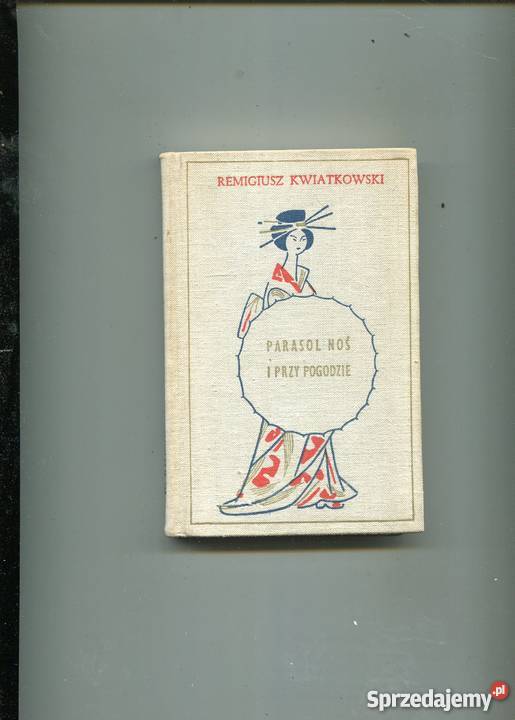 REMIGIUSZ KWIATKOWSKI
PARASOL NOŚ
I PRZY POGODZIE
Sprzedajemy.pl